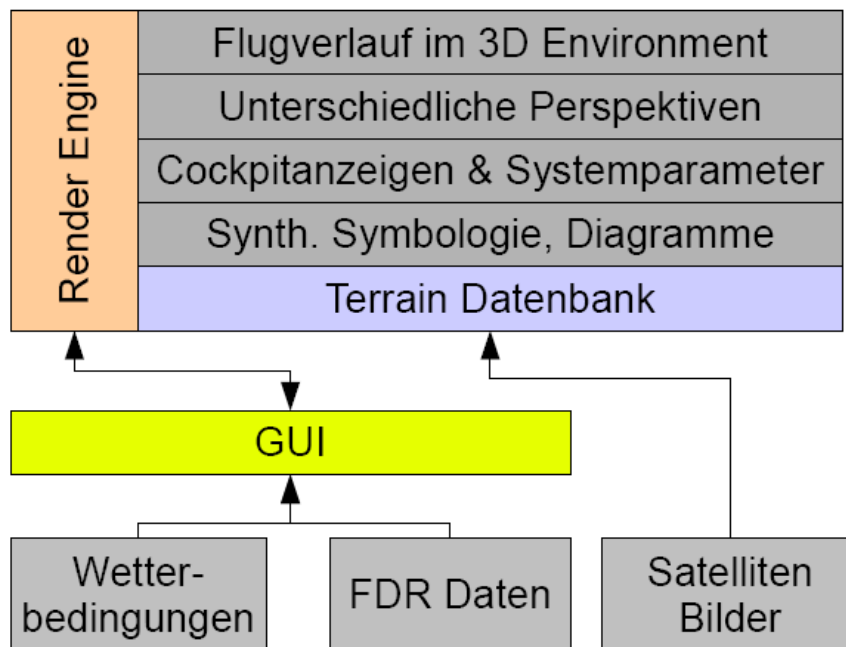 Render Engine
Flugverlauf im 3D Environment
Unterschiedliche Perspektiven
Cockpitanzeigen & Systemparameter
Synth. Symbologie, Diagramme
Terrain Datenbank
GUI
Wetter-
bedingungen
FDR Daten
Satelliten
Bilder